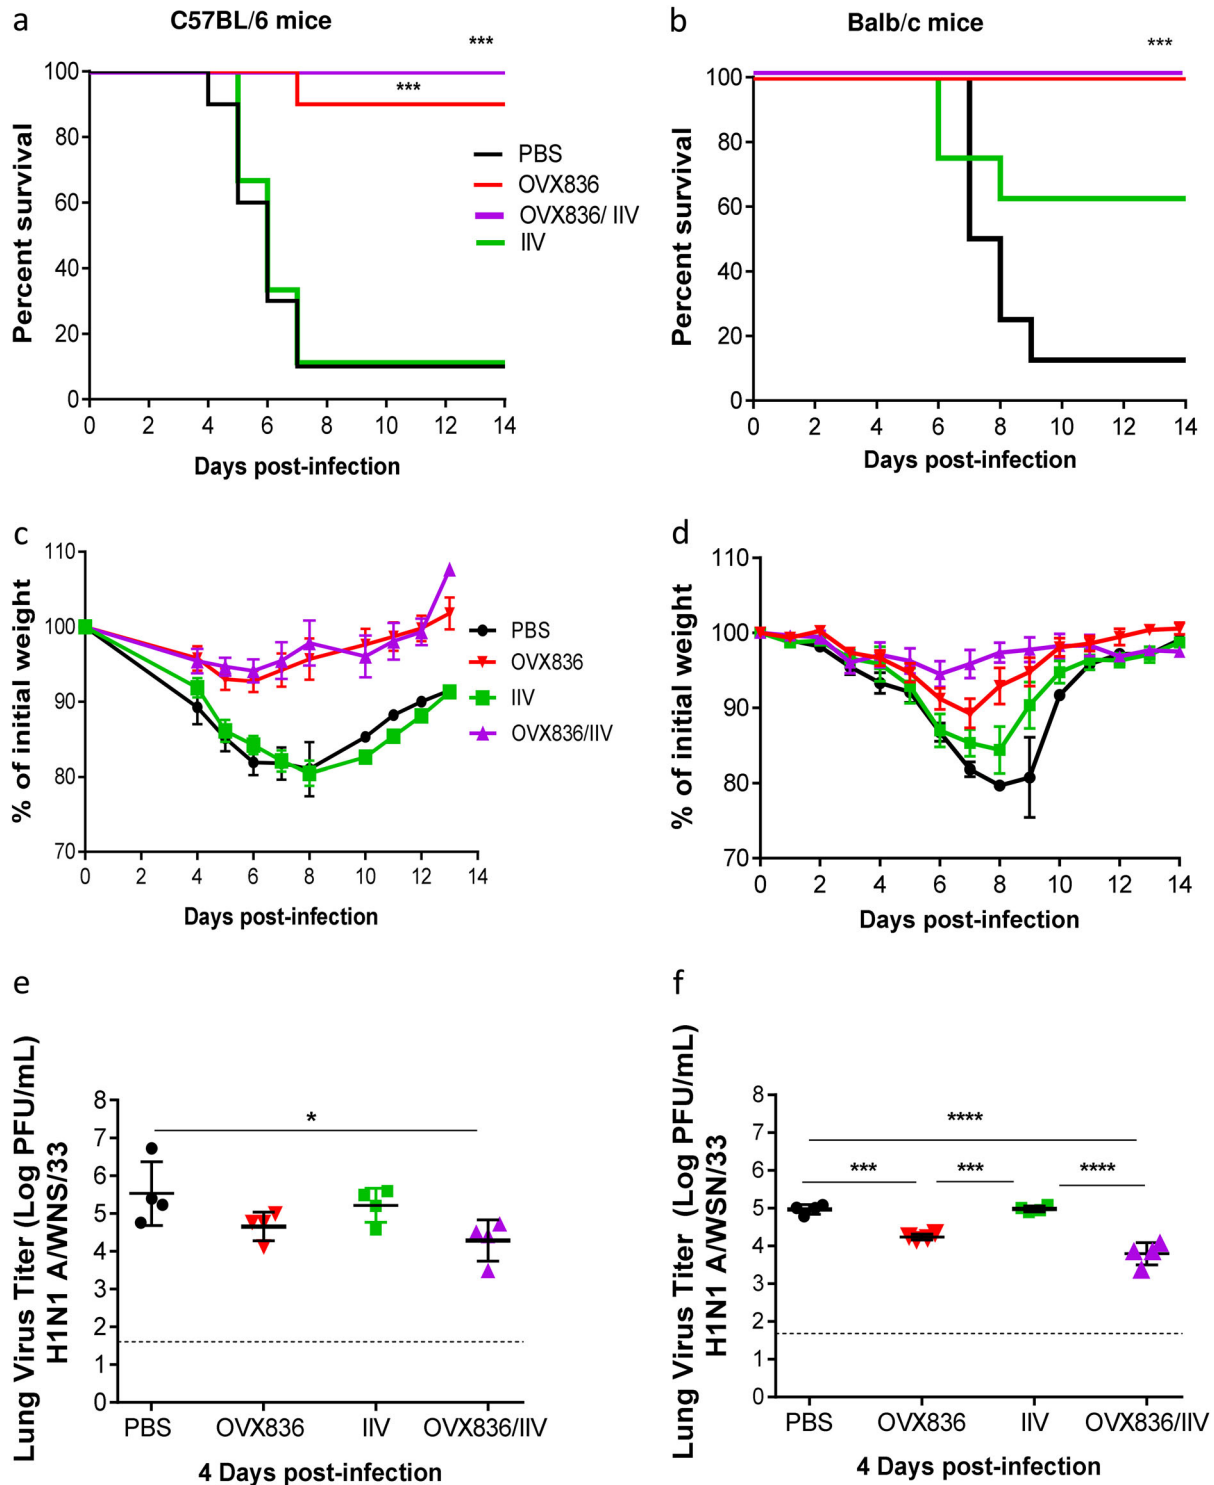 a
C57BL/6 mice
***
***
100
80
60
40
20
0
Percent survival
0 2 4 6 8 10 12 14
Days post-infection
PBS
OVX836
OVX836/ IIV
IIV
b
Balb/c mice
***
100
80
60
40
20
0
Percent survival
0 2 4 6 8 10 12 14
Days post-infection
c
110
100
90
80
70
% of initial weight
0 2 4 6 8 10 12 14
Days post-infection
PBS
OVX836
IIV
OVX836/IIV
d
110
100
90
80
70
% of initial weight
0 2 4 6 8 10 12 14
Days post-infection
e
Lung Virus Titer (Log PFU/mL)
H1N1 A/WNS/33
8
7
6
5
4
3
2
1
0
*
PBS OVX836 IIV OVX836/IIV
4 Days post-infection
f
Lung Virus Titer (Log PFU/mL)
H1N1 A/WSN/33
8
7
6
5
4
3
2
1
0
****
*** *** ****
PBS OVX836 IIV OVX836/IIV
4 Days post-infection